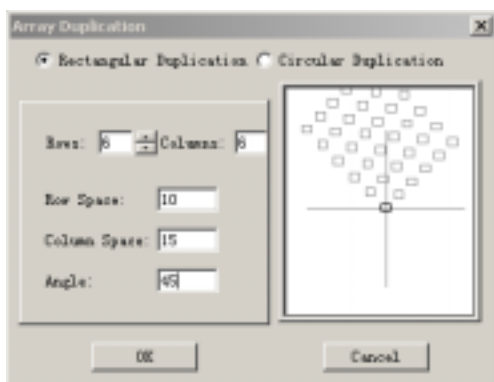 Array Duplication
Rectangular Duplication Circular Duplication
Rows: 6 Columns: 6
Row Space: 10
Column Space: 15
Angle: 45
OK Cancel